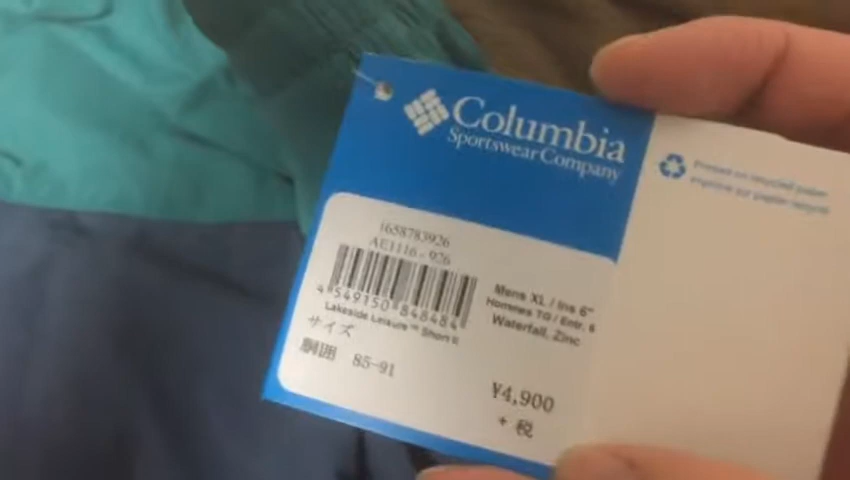 Columbia
Sportswear Company
Printed on recycled paper
Imprimé sur papier recyclé
1658783926
AE1116 - 926
4 549150 848484
Lakeside Leisure™ Short II
サイズ
胴囲 85-91
Mens XL / Ins 6"
Hommes TG / Entr. 6
Waterfall, Zinc
¥4,900
+ 税